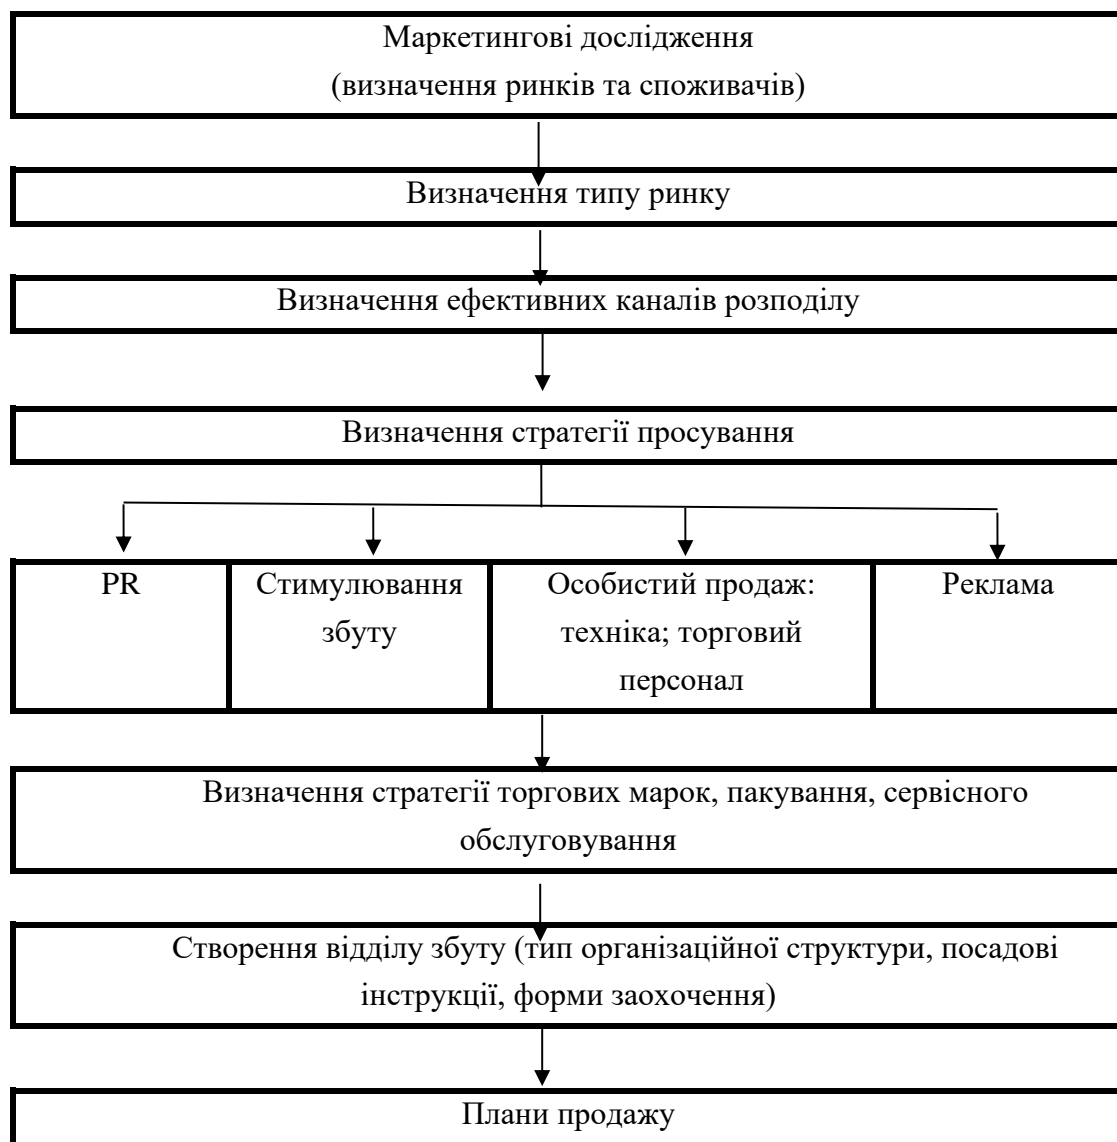 Маркетингові дослідження
(визначення ринків та споживачів)
Визначення типу ринку
Визначення ефективних каналів розподілу
Визначення стратегії просування
PR
Стимулювання
збуту
Особистий продаж:
техніка; торговий
персонал
Реклама
Визначення стратегії торгових марок, пакування, сервісного
обслуговування
Створення відділу збуту (тип організаційної структури, посадові
інструкції, форми заохочення)
Плани продажу